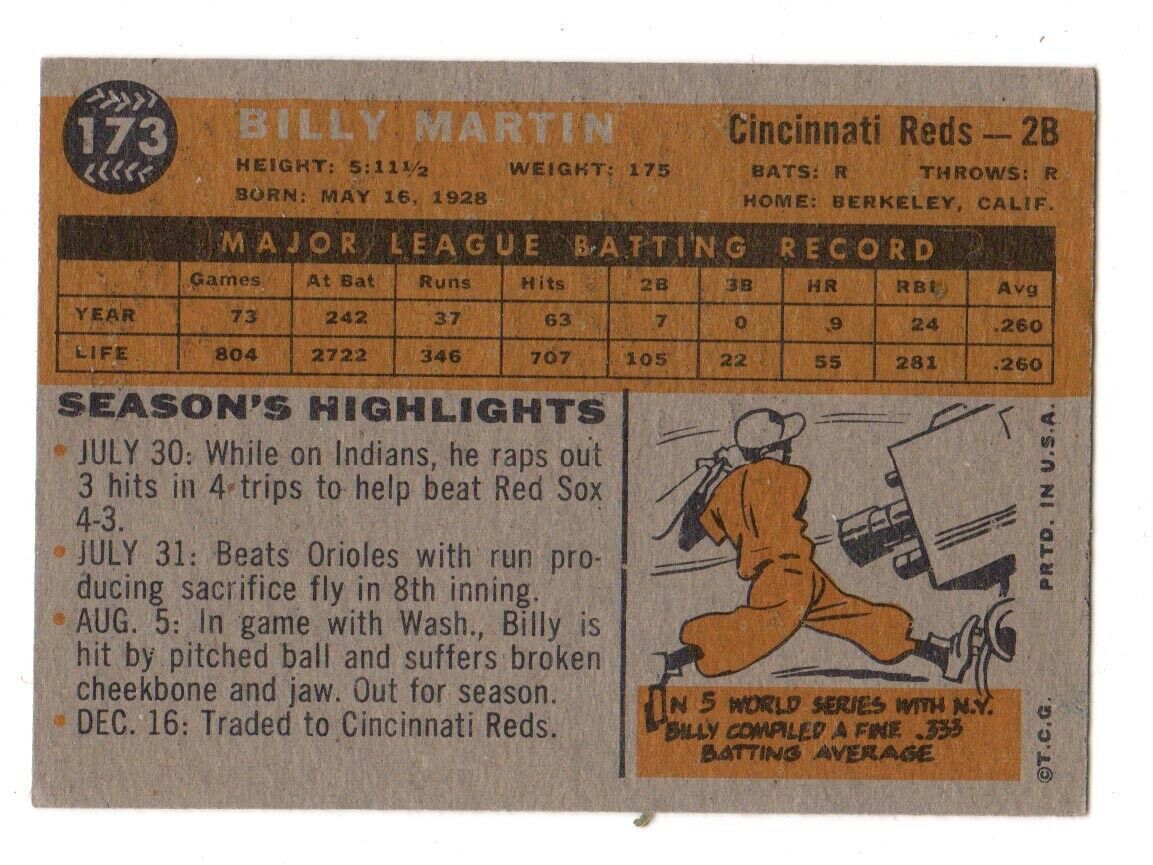 173
BILLY MARTIN
Cincinnati Reds — 2B
HEIGHT: 5:11½ WEIGHT: 175 BATS: R THROWS: R
BORN: MAY 16, 1928 HOME: BERKELEY, CALIF.
MAJOR LEAGUE BATTING RECORD
Games At Bat Runs Hits 2B 3B HR RBI Avg
YEAR 73 242 37 63 7 0 9 24 .260
LIFE 804 2722 346 707 105 22 55 281 .260
SEASON'S HIGHLIGHTS
• JULY 30: While on Indians, he raps out
3 hits in 4 trips to help beat Red Sox
4-3.
• JULY 31: Beats Orioles with run pro-
ducing sacrifice fly in 8th inning.
• AUG. 5: In game with Wash., Billy is
hit by pitched ball and suffers broken
cheekbone and jaw. Out for season.
• DEC. 16: Traded to Cincinnati Reds.
IN 5 WORLD SERIES WITH N.Y.
BILLY COMPILED A FINE .333
BATTING AVERAGE
©T.C.G. PRTD. IN U.S.A.